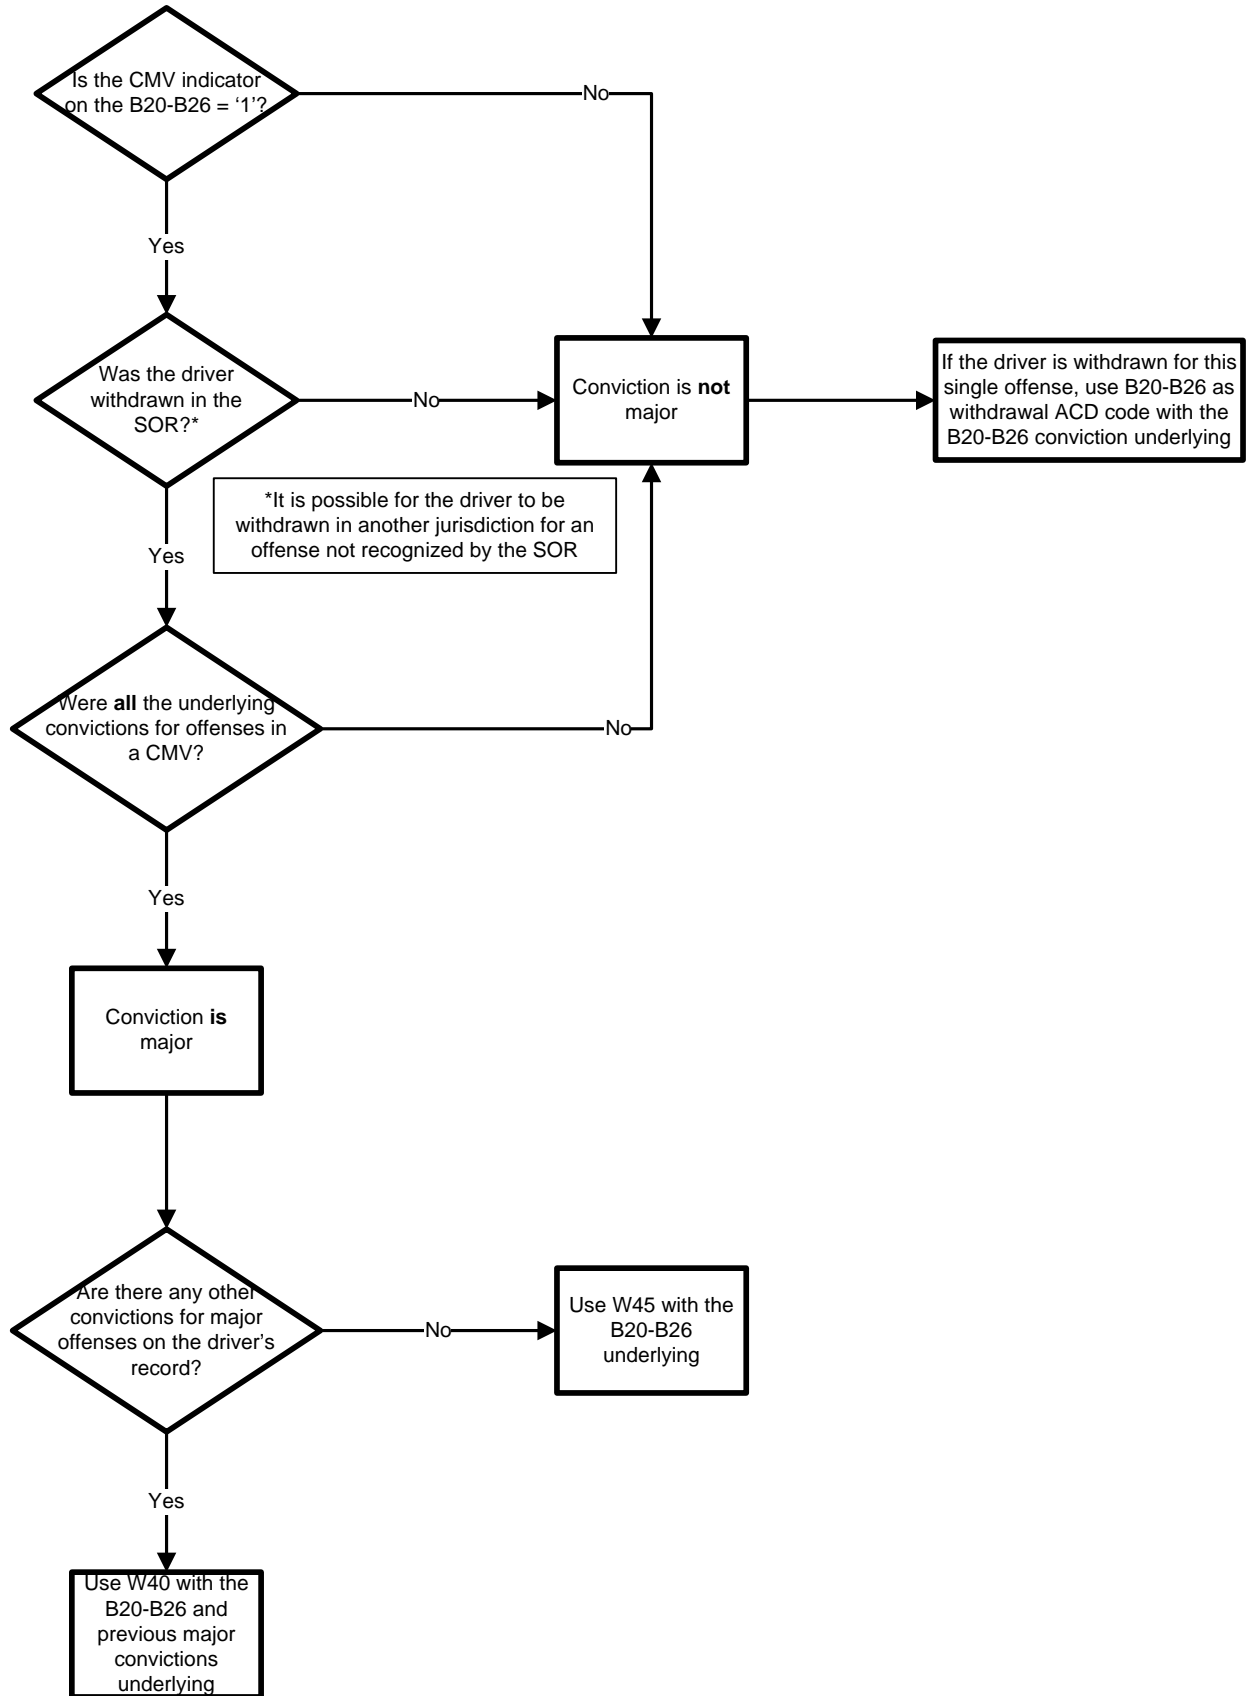 Is the CMV indicator
on the B20-B26 = ‘1’?
No
Yes
Was the driver
withdrawn in the
SOR?*
No
Conviction is not
major
If the driver is withdrawn for this
single offense, use B20-B26 as
withdrawal ACD code with the
B20-B26 conviction underlying
*It is possible for the driver to be
withdrawn in another jurisdiction for an
offense not recognized by the SOR
Yes
Were all the underlying
convictions for offenses in
a CMV?
No
Yes
Conviction is
major
Are there any other
convictions for major
offenses on the driver’s
record?
No
Use W45 with the
B20-B26
underlying
Yes
Use W40 with the
B20-B26 and
previous major
convictions
underlying